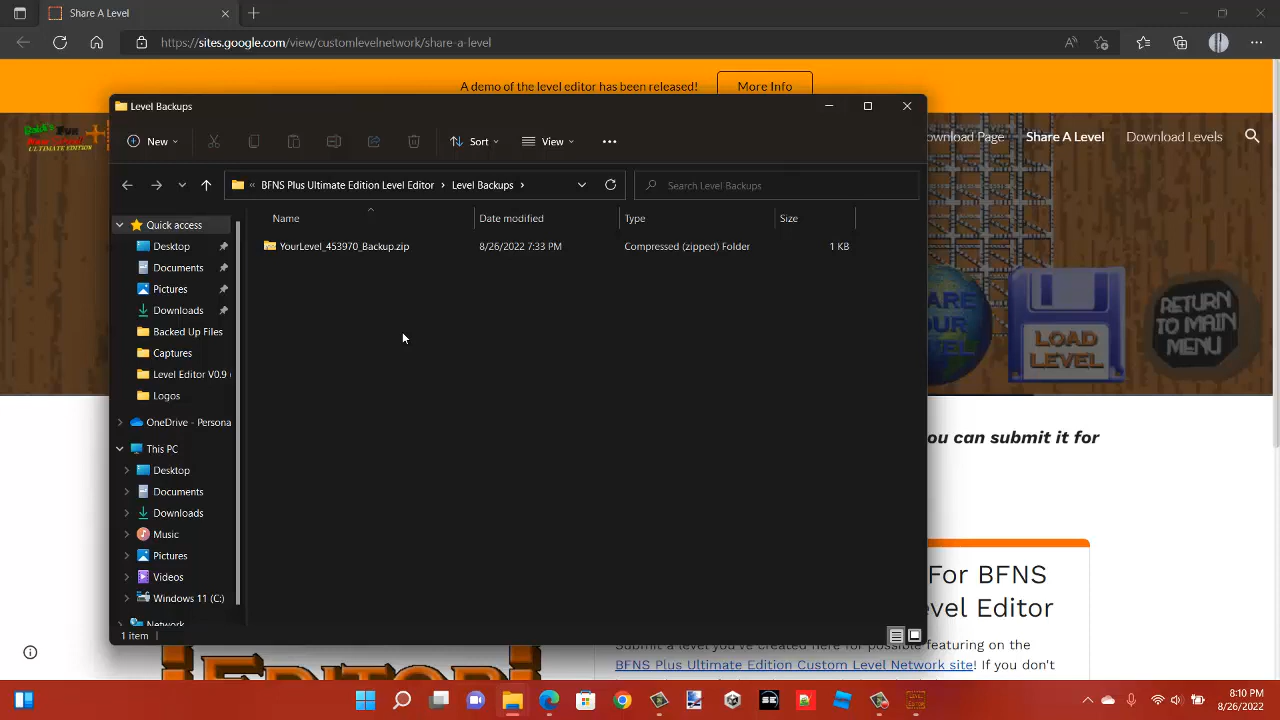 Share A Level
https://sites.google.com/view/customlevelnetwork/share-a-level
A demo of the level editor has been released!
More Info
Level Backups
ULTIMATE EDITION
New
Sort
View
ownload Page
Share A Level
Download Levels
BFNS Plus Ultimate Edition Level Editor
Level Backups
Search Level Backups
Name
Date modified
Type
Size
Quick access
Desktop
Documents
Pictures
Downloads
Backed Up Files
Captures
Level Editor V0.9
Logos
OneDrive - Persona
This PC
Desktop
Documents
Downloads
Music
Pictures
Videos
Windows 11 (C:)
Network
YourLevel_453970_Backup.zip
8/26/2022 7:33 PM
Compressed (zipped) Folder
1 KB
1 item
LOAD
LEVEL
RETURN
TO MAIN
MENU
ou can submit it for
For BFNS
evel Editor
Submit a level you've created here for possible featuring on the
BFNS Plus Ultimate Edition Custom Level Network site! If you don't
8:10 PM
8/26/2022